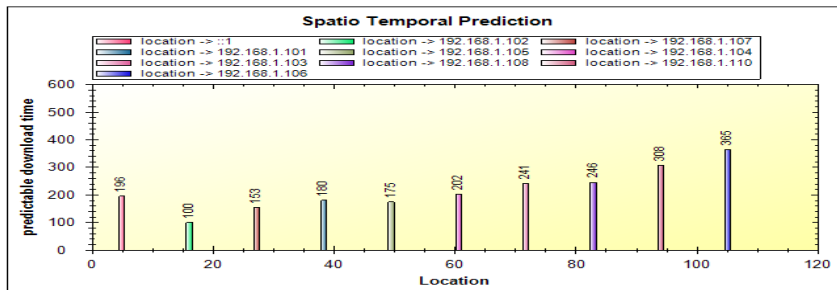 Spatio Temporal Prediction
location -> ::1 location -> 192.168.1.102 location -> 192.168.1.107
location -> 192.168.1.101 location -> 192.168.1.105 location -> 192.168.1.104
location -> 192.168.1.103 location -> 192.168.1.108 location -> 192.168.1.110
location -> 192.168.1.106
predictable download time
600
500
400
300
200
100
0
196
100
153
180
175
202
241
246
308
365
0 20 40 60 80 100 120
Location